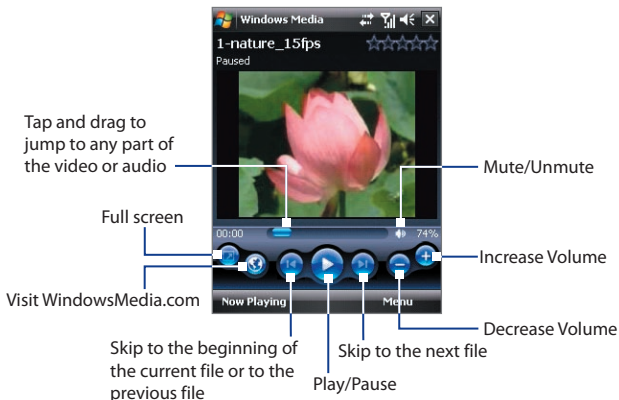 Windows Media
1-nature_15fps
Paused
Tap and drag to
jump to any part of
the video or audio
Mute/Unmute
Full screen
00:00
74%
Increase Volume
Visit WindowsMedia.com
Now Playing
Menu
Decrease Volume
Skip to the beginning of
the current file or to the
previous file
Skip to the next file
Play/Pause